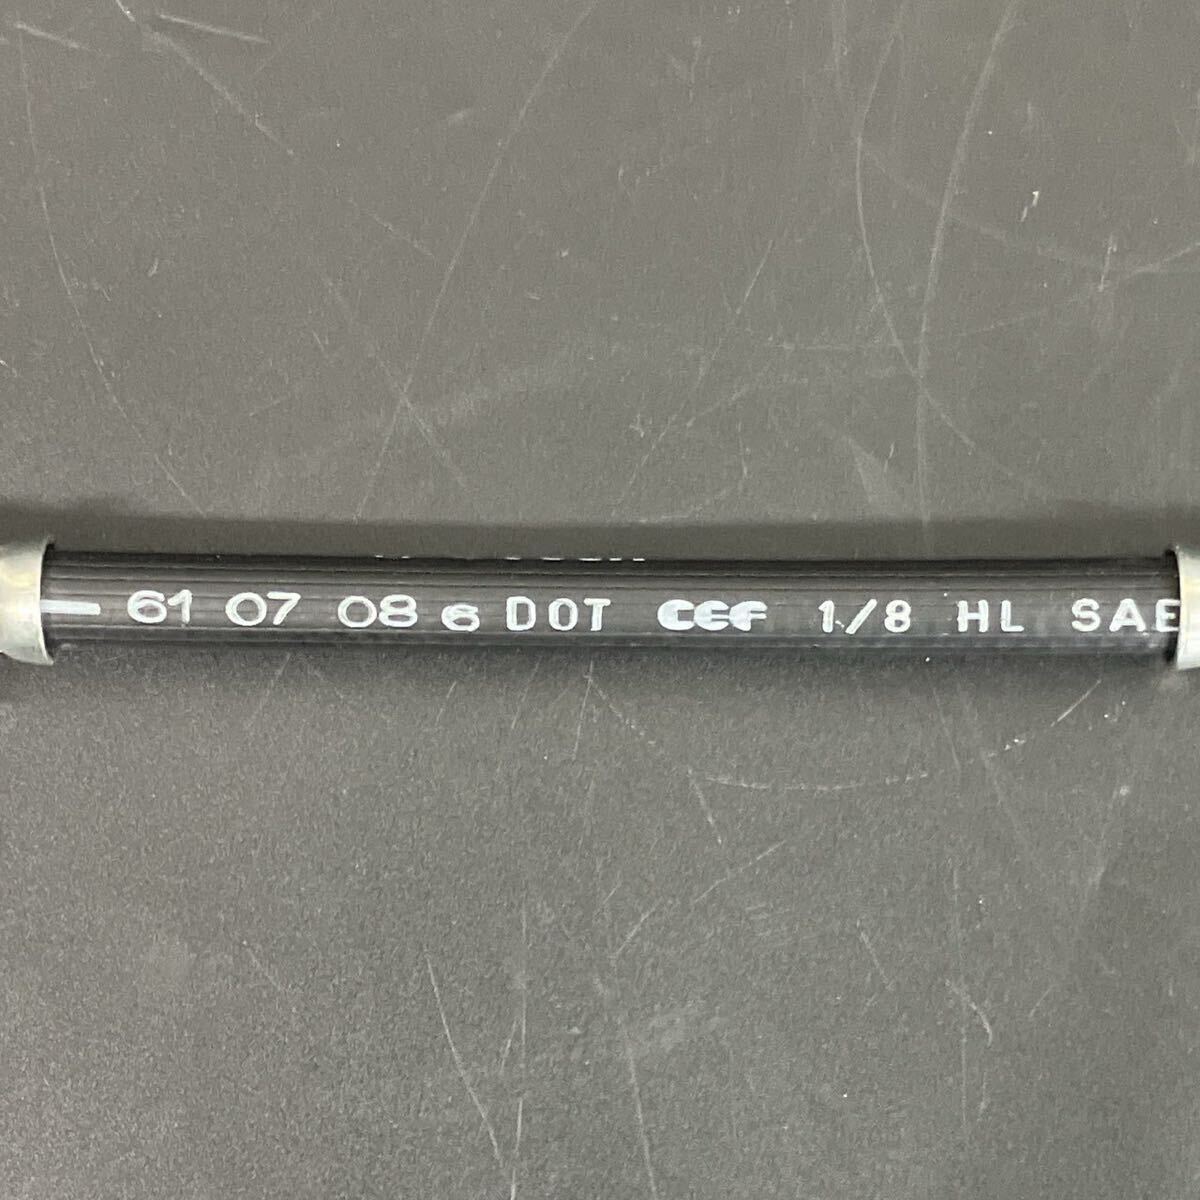 61 07 08 6 DOT CEF 1/8 HL SAE